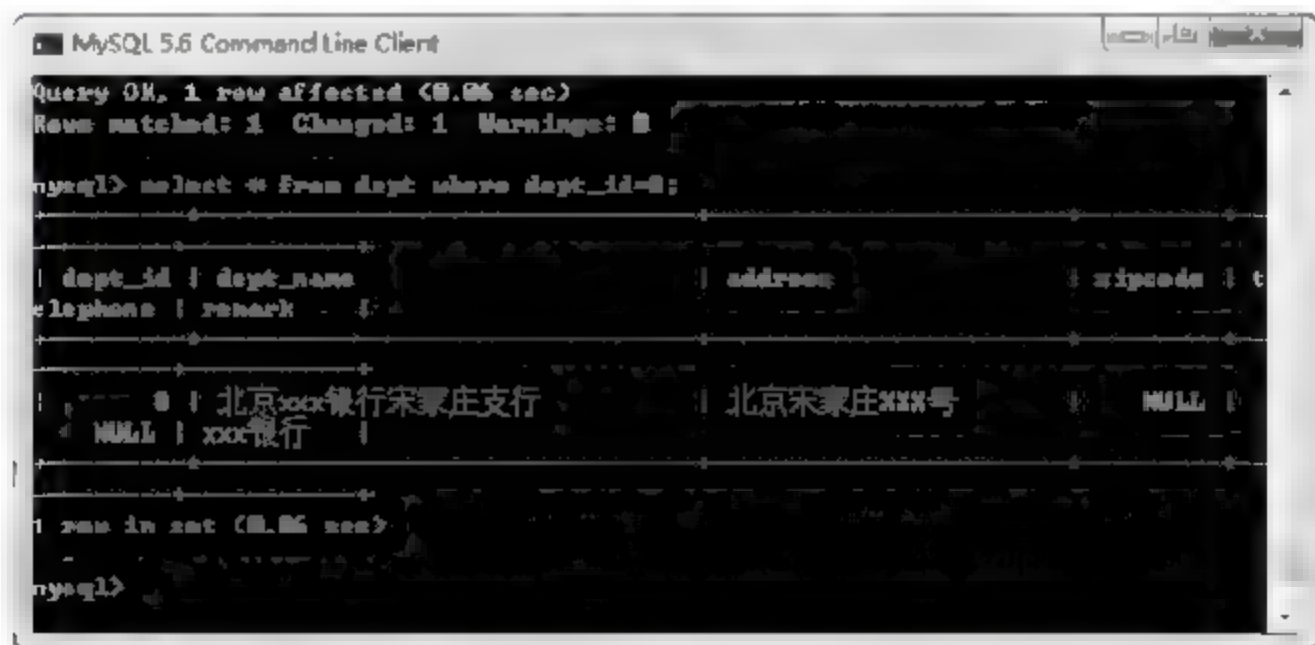 MySQL 5.6 Command Line Client
Query OK, 1 row affected (0.06 sec)
Rows matched: 1 Changed: 1 Warnings: 0
mysql> select * from dept where
| dept_id | dept_name | address | zipcode | t
elephone | remark |
| | 北京xxx银行宋家庄支行 | 北京宋家庄xxx号 | NULL |
NULL | xxx银行 |
1 row in set (0.06 sec)
mysql>